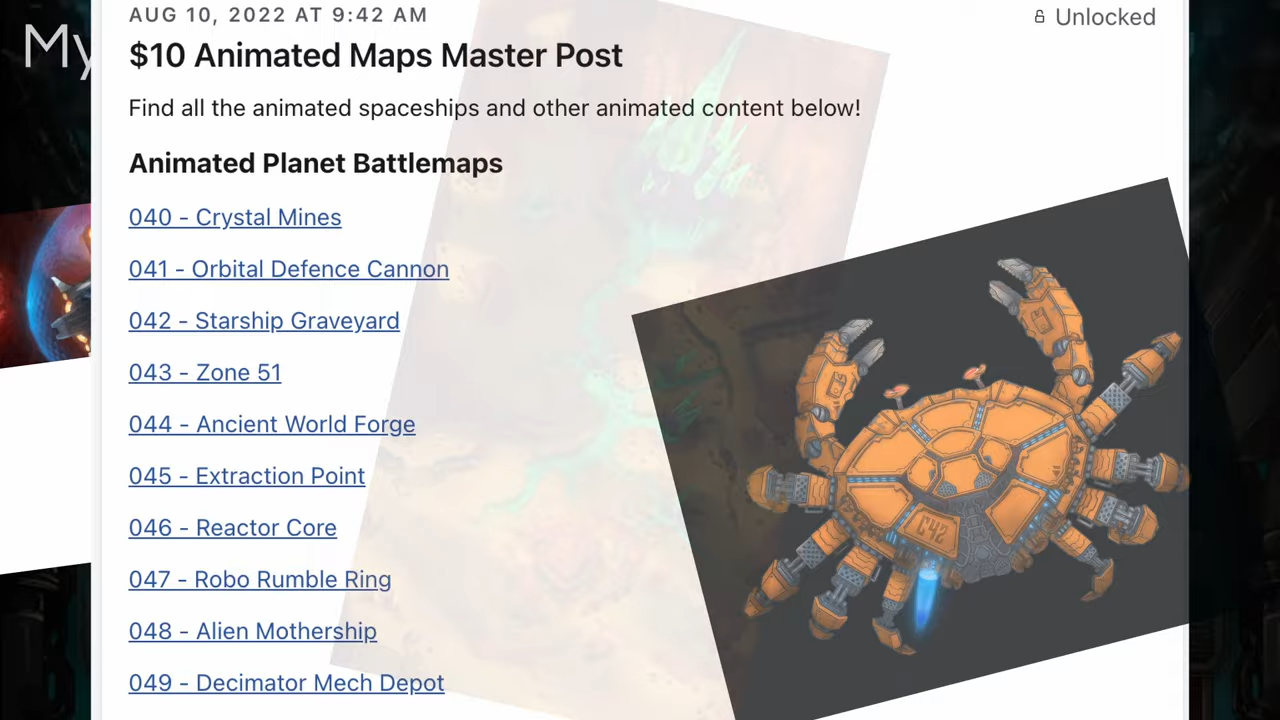 My
AUG 10, 2022 AT 9:42 AM
Unlocked
$10 Animated Maps Master Post
Find all the animated spaceships and other animated content below!
Animated Planet Battlemaps
040 - Crystal Mines
041 - Orbital Defence Cannon
042 - Starship Graveyard
043 - Zone 51
044 - Ancient World Forge
045 - Extraction Point
046 - Reactor Core
047 - Robo Rumble Ring
048 - Alien Mothership
049 - Decimator Mech Depot
C42